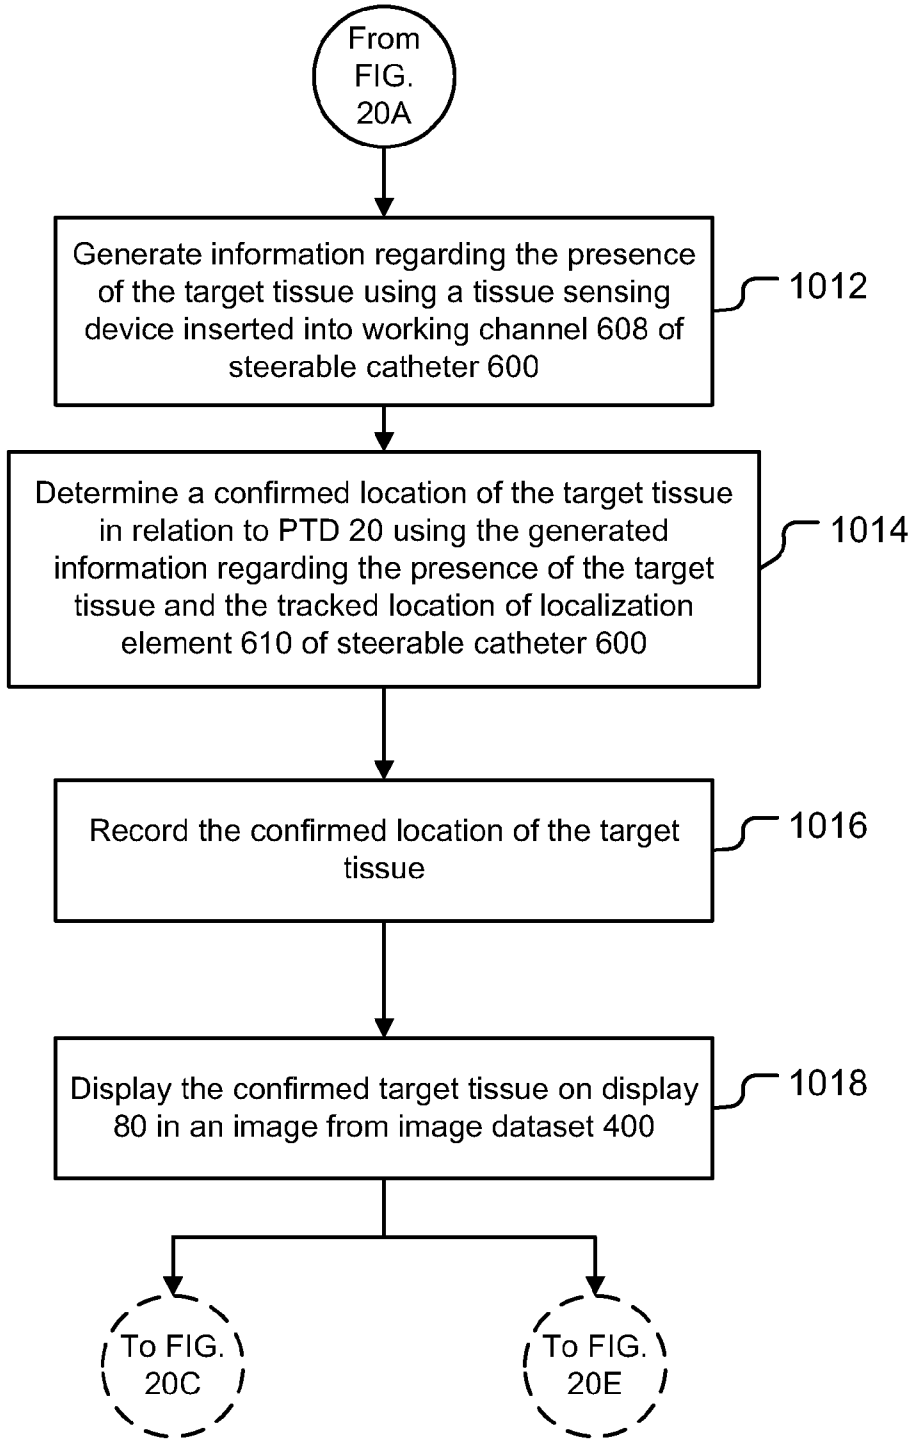 From
FIG.
20A
Generate information regarding the presence
of the target tissue using a tissue sensing
device inserted into working channel 608 of
steerable catheter 600
1012
Determine a confirmed location of the target tissue
in relation to PTD 20 using the generated
information regarding the presence of the target
tissue and the tracked location of localization
element 610 of steerable catheter 600
1014
Record the confirmed location of the target
tissue
1016
Display the confirmed target tissue on display
80 in an image from image dataset 400
1018
To FIG.
20C
To FIG.
20E